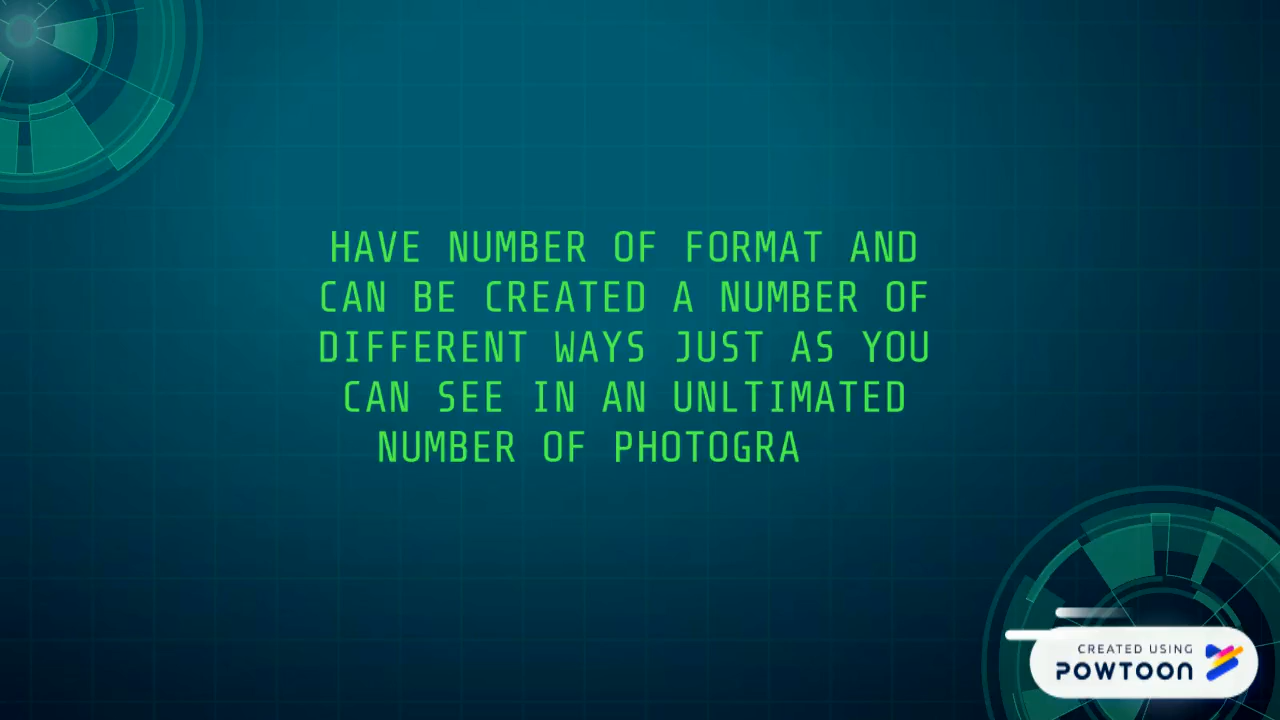 HAVE NUMBER OF FORMAT AND
CAN BE CREATED A NUMBER OF
DIFFERENT WAYS JUST AS YOU
CAN SEE IN AN UNLTIMATED
NUMBER OF PHOTOGRA
CREATED USING
POWTOON